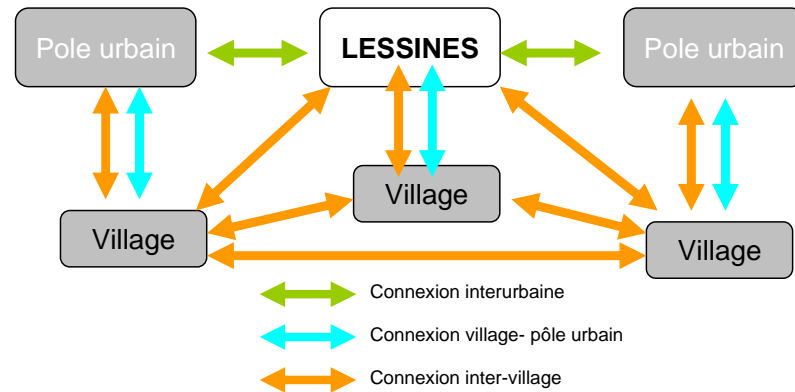 Pole urbain
LESSINES
Pole urbain
Village
Village
Village
Connexion interurbaine
Connexion village- pôle urbain
Connexion inter-village